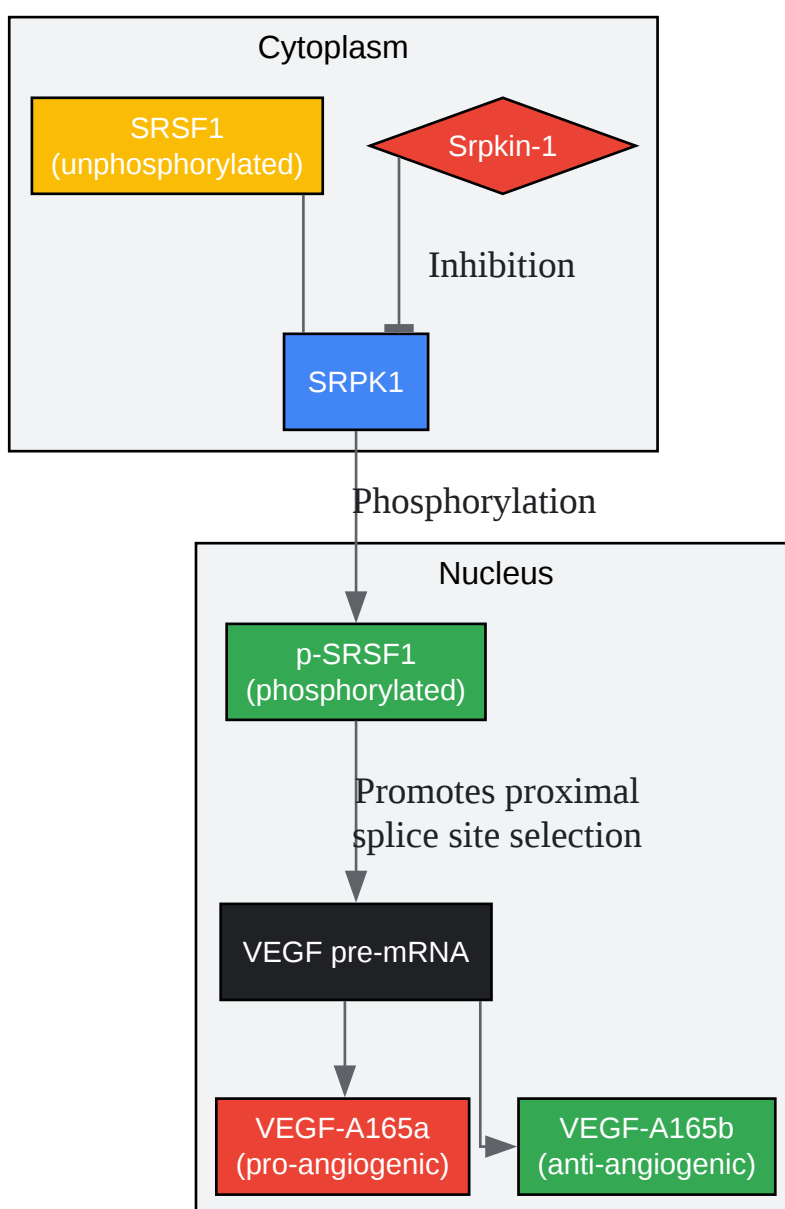 Cytoplasm
SRSF1
(unphosphorylated)
Srpkin-1
Inhibition
SRPK1
Phosphorylation
Nucleus
p-SRSF1
(phosphorylated)
Promotes proximal
splice site selection
VEGF pre-mRNA
VEGF-A165a
(pro-angiogenic)
VEGF-A165b
(anti-angiogenic)